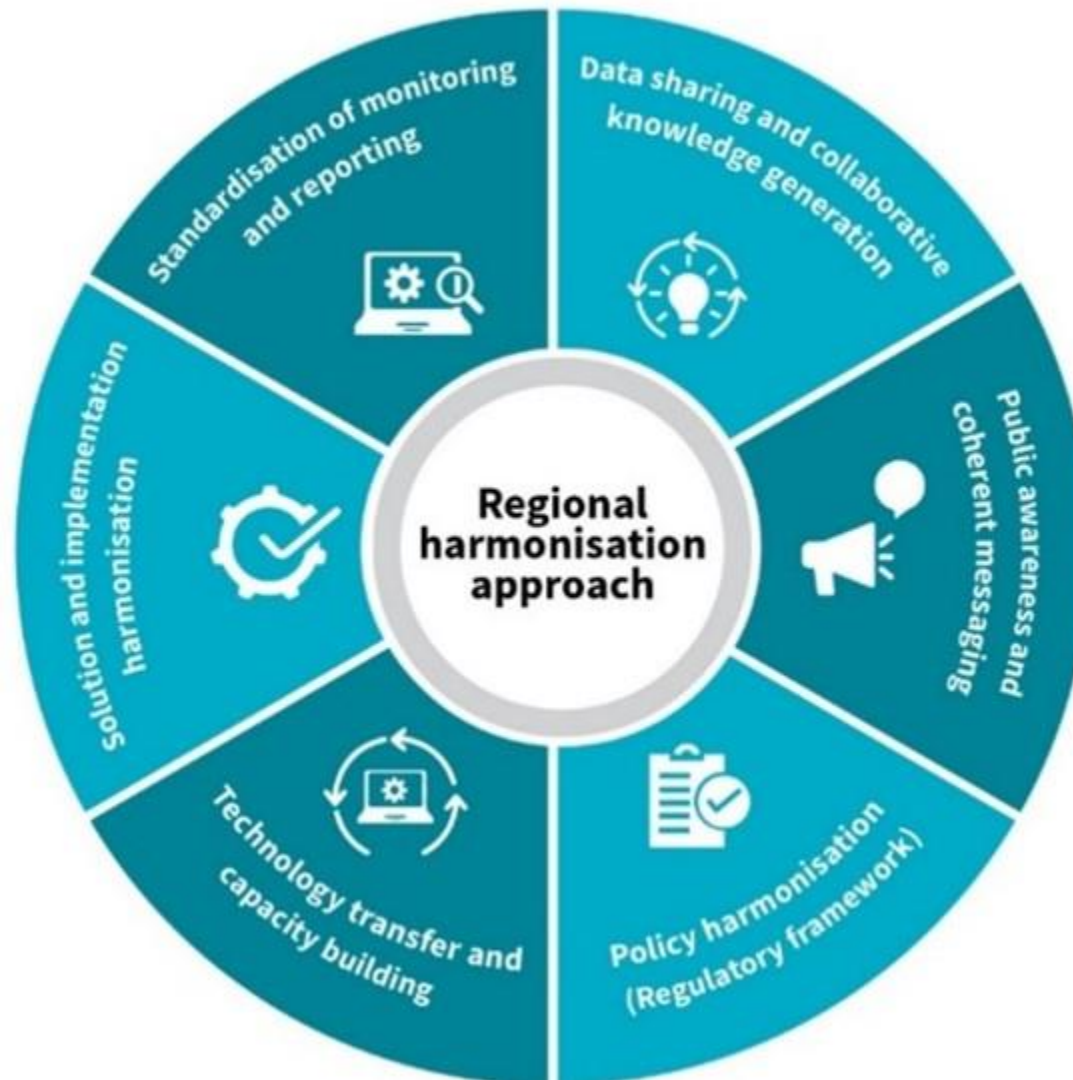 Standardisation of monitoring
and reporting
Data sharing and collaborative
knowledge generation
Public awareness and
coherent messaging
Policy harmonisation
(Regulatory framework)
Technology transfer and
capacity building
Solution and implementation
harmonisation
Regional
harmonisation
approach